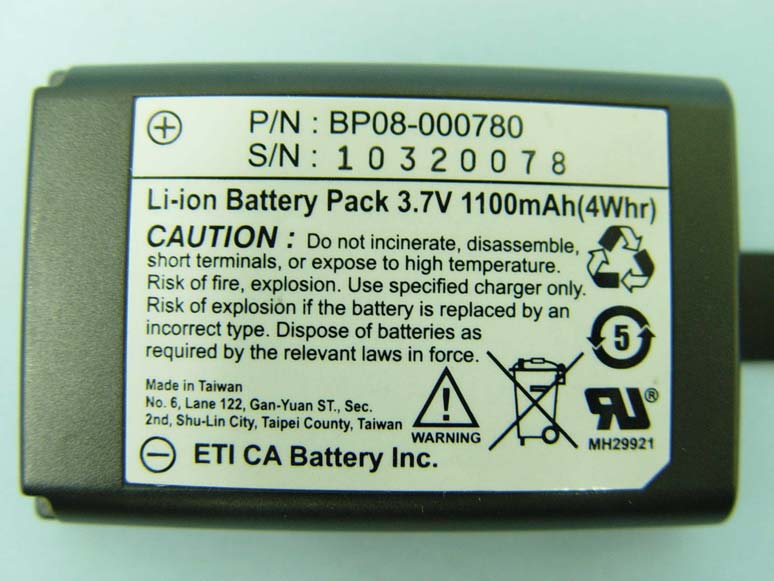 P/N : BP08-000780
S/N : 10320078
Li-ion Battery Pack 3.7V 1100mAh(4Whr)
CAUTION : Do not incinerate, disassemble,
short terminals, or expose to high temperature.
Risk of fire, explosion. Use specified charger only.
Risk of explosion if the battery is replaced by an
incorrect type. Dispose of batteries as
required by the relevant laws in force.
5
Made in Taiwan
No. 6, Lane 122, Gan-Yuan ST., Sec.
2nd, Shu-Lin City, Taipei County, Taiwan
!
WARNING
RU®
MH29921
ETI CA Battery Inc.